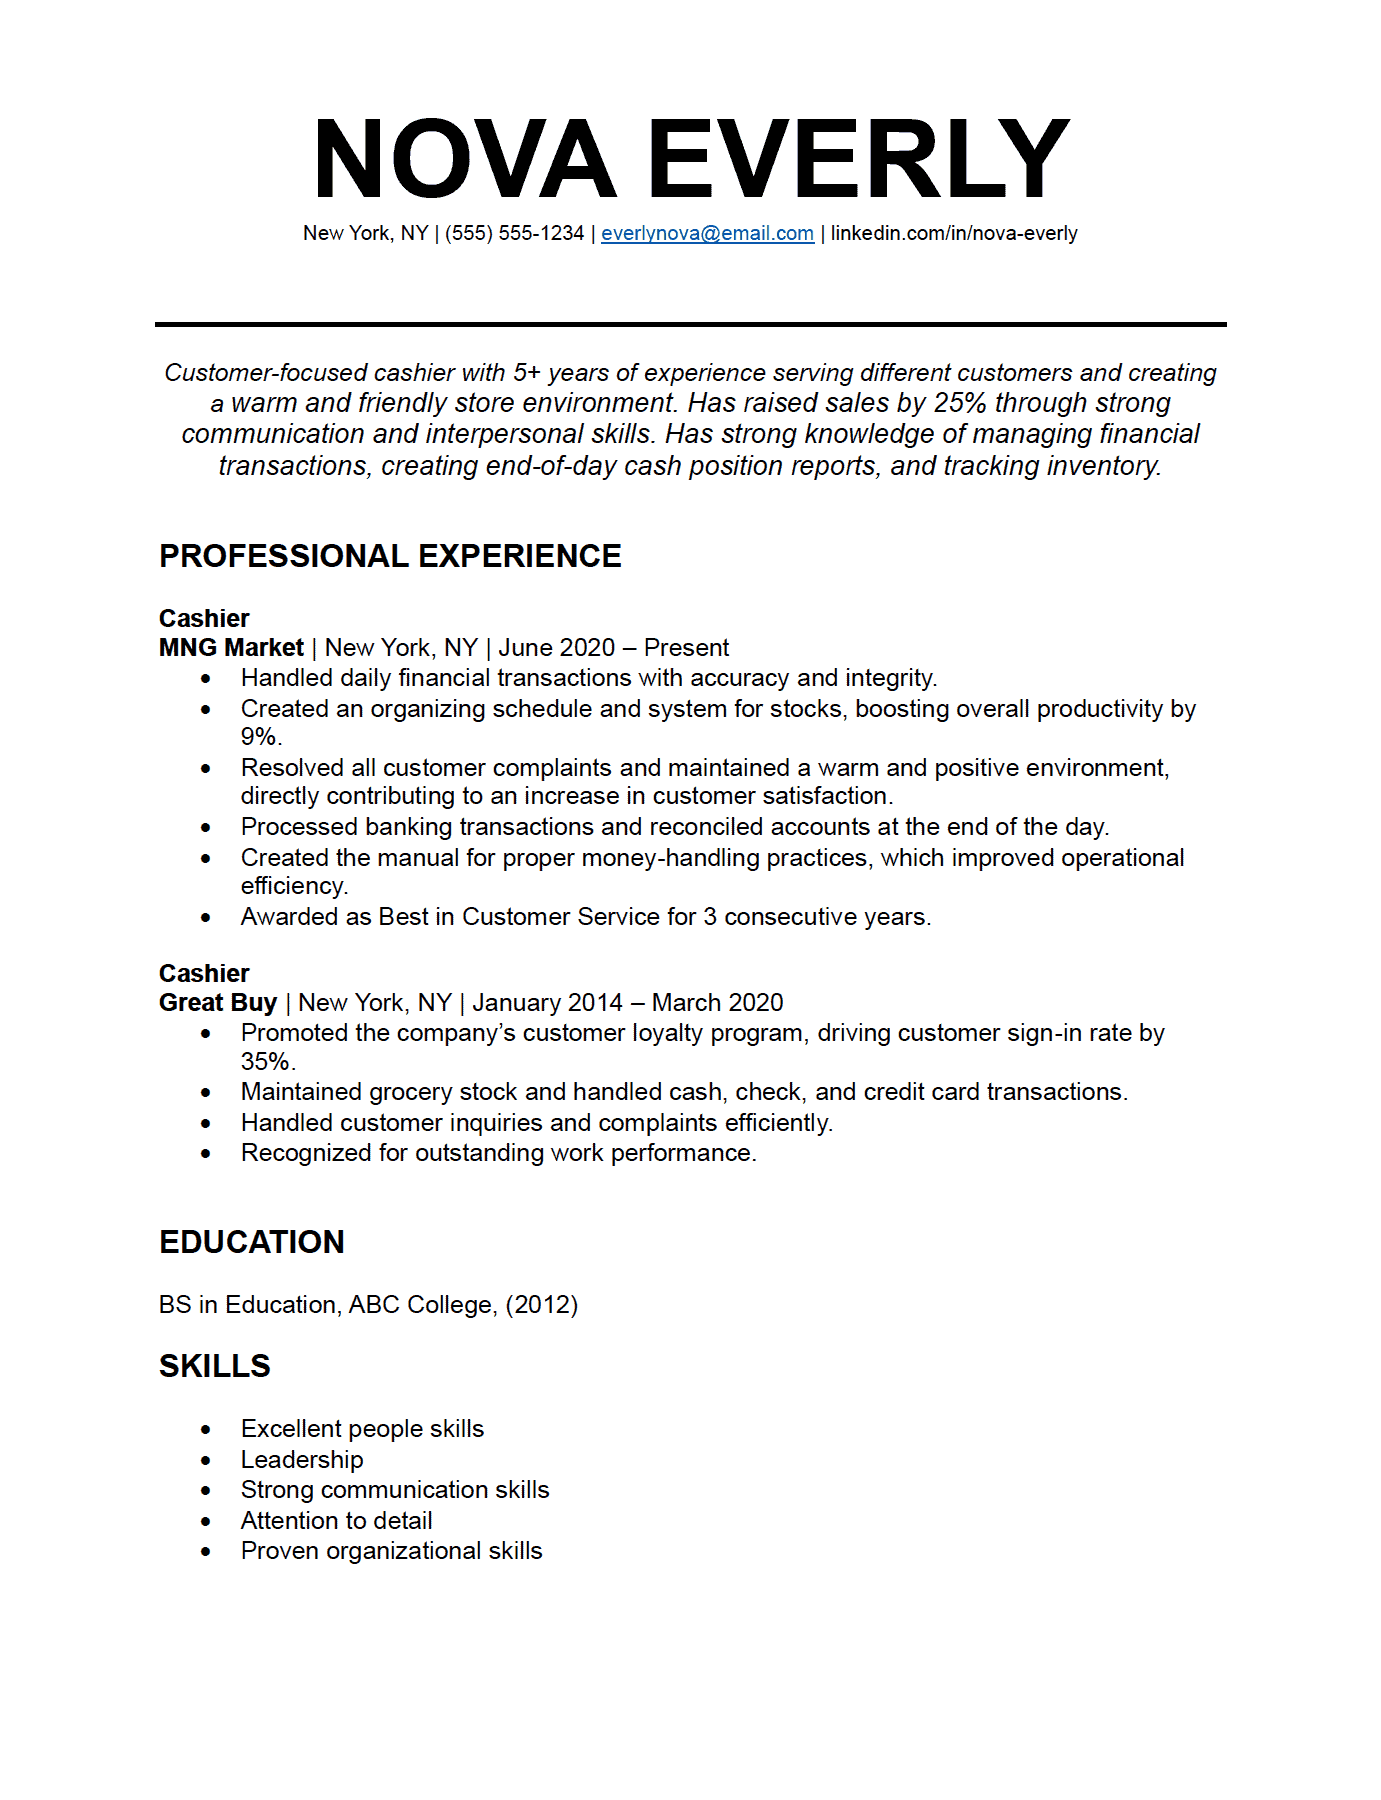 NOVA EVERLY
New York, NY | (555) 555-1234 | everlynova@email.com | linkedin.com/in/nova-everly
Customer-focused cashier with 5+ years of experience serving different customers and creating
a warm and friendly store environment. Has raised sales by 25% through strong
communication and interpersonal skills. Has strong knowledge of managing financial
transactions, creating end-of-day cash position reports, and tracking inventory.
PROFESSIONAL EXPERIENCE
Cashier
MNG Market | New York, NY | June 2020 – Present
• Handled daily financial transactions with accuracy and integrity.
• Created an organizing schedule and system for stocks, boosting overall productivity by
9%.
• Resolved all customer complaints and maintained a warm and positive environment,
directly contributing to an increase in customer satisfaction.
• Processed banking transactions and reconciled accounts at the end of the day.
• Created the manual for proper money-handling practices, which improved operational
efficiency.
• Awarded as Best in Customer Service for 3 consecutive years.
Cashier
Great Buy | New York, NY | January 2014 – March 2020
• Promoted the company’s customer loyalty program, driving customer sign-in rate by
35%.
• Maintained grocery stock and handled cash, check, and credit card transactions.
• Handled customer inquiries and complaints efficiently.
• Recognized for outstanding work performance.
EDUCATION
BS in Education, ABC College, (2012)
SKILLS
• Excellent people skills
• Leadership
• Strong communication skills
• Attention to detail
• Proven organizational skills